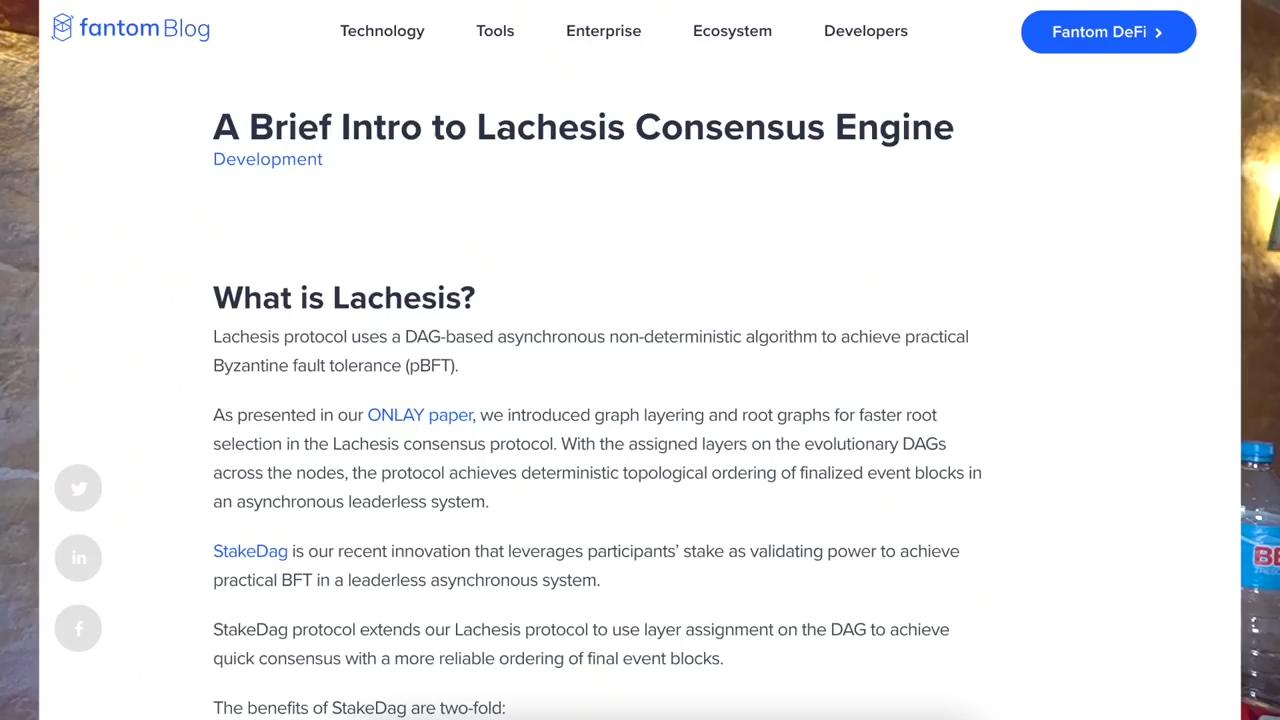 fantom Blog
Technology
Tools
Enterprise
Ecosystem
Developers
Fantom DeFi
A Brief Intro to Lachesis Consensus Engine
Development
What is Lachesis?
Lachesis protocol uses a DAG-based asynchronous non-deterministic algorithm to achieve practical
Byzantine fault tolerance (pBFT).
As presented in our ONLAY paper, we introduced graph layering and root graphs for faster root
selection in the Lachesis consensus protocol. With the assigned layers on the evolutionary DAGs
across the nodes, the protocol achieves deterministic topological ordering of finalized event blocks in
an asynchronous leaderless system.
StakeDag is our recent innovation that leverages participants’ stake as validating power to achieve
practical BFT in a leaderless asynchronous system.
StakeDag protocol extends our Lachesis protocol to use layer assignment on the DAG to achieve
quick consensus with a more reliable ordering of final event blocks.
The benefits of StakeDag are two-fold:
in
f